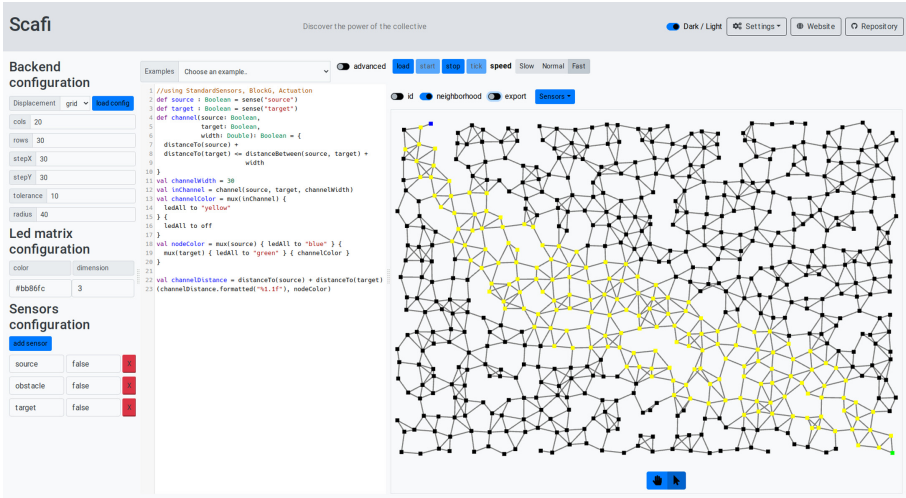 Scafi
Discover the power of the collective
Dark / Light
Settings
Website
Repository
Backend
configuration
Displacement grid load config
cols 20
rows 30
stepX 30
stepY 30
tolerance 10
radius 40
Led matrix
configuration
color dimension
#bb86fc 3
Sensors
configuration
add sensor
source false X
obstacle false X
target false X
Examples Choose an example.. advanced
1 //using StandardSensors, BlockG, Actuation
2 def source : Boolean = sense("source")
3 def target : Boolean = sense("target")
4 def channel(source: Boolean,
5 target: Boolean,
6 width: Double): Boolean = {
7 distanceTo(source) +
8 distanceTo(target) <= distanceBetween(source, target) +
9 width
10 }
11 val channelWidth = 30
12 val inChannel = channel(source, target, channelWidth)
13 val channelColor = mux(inChannel) {
14 ledAll to "yellow"
15 } {
16 ledAll to off
17 }
18 val nodeColor = mux(source) { ledAll to "blue" } {
19 mux(target) { ledAll to "green" } { channelColor }
20 }
21
22 val channelDistance = distanceTo(source) + distanceTo(target)
23 (channelDistance.formatted("%1.1f"), nodeColor)
load start stop tick speed Slow Normal Fast
id neighborhood export Sensors